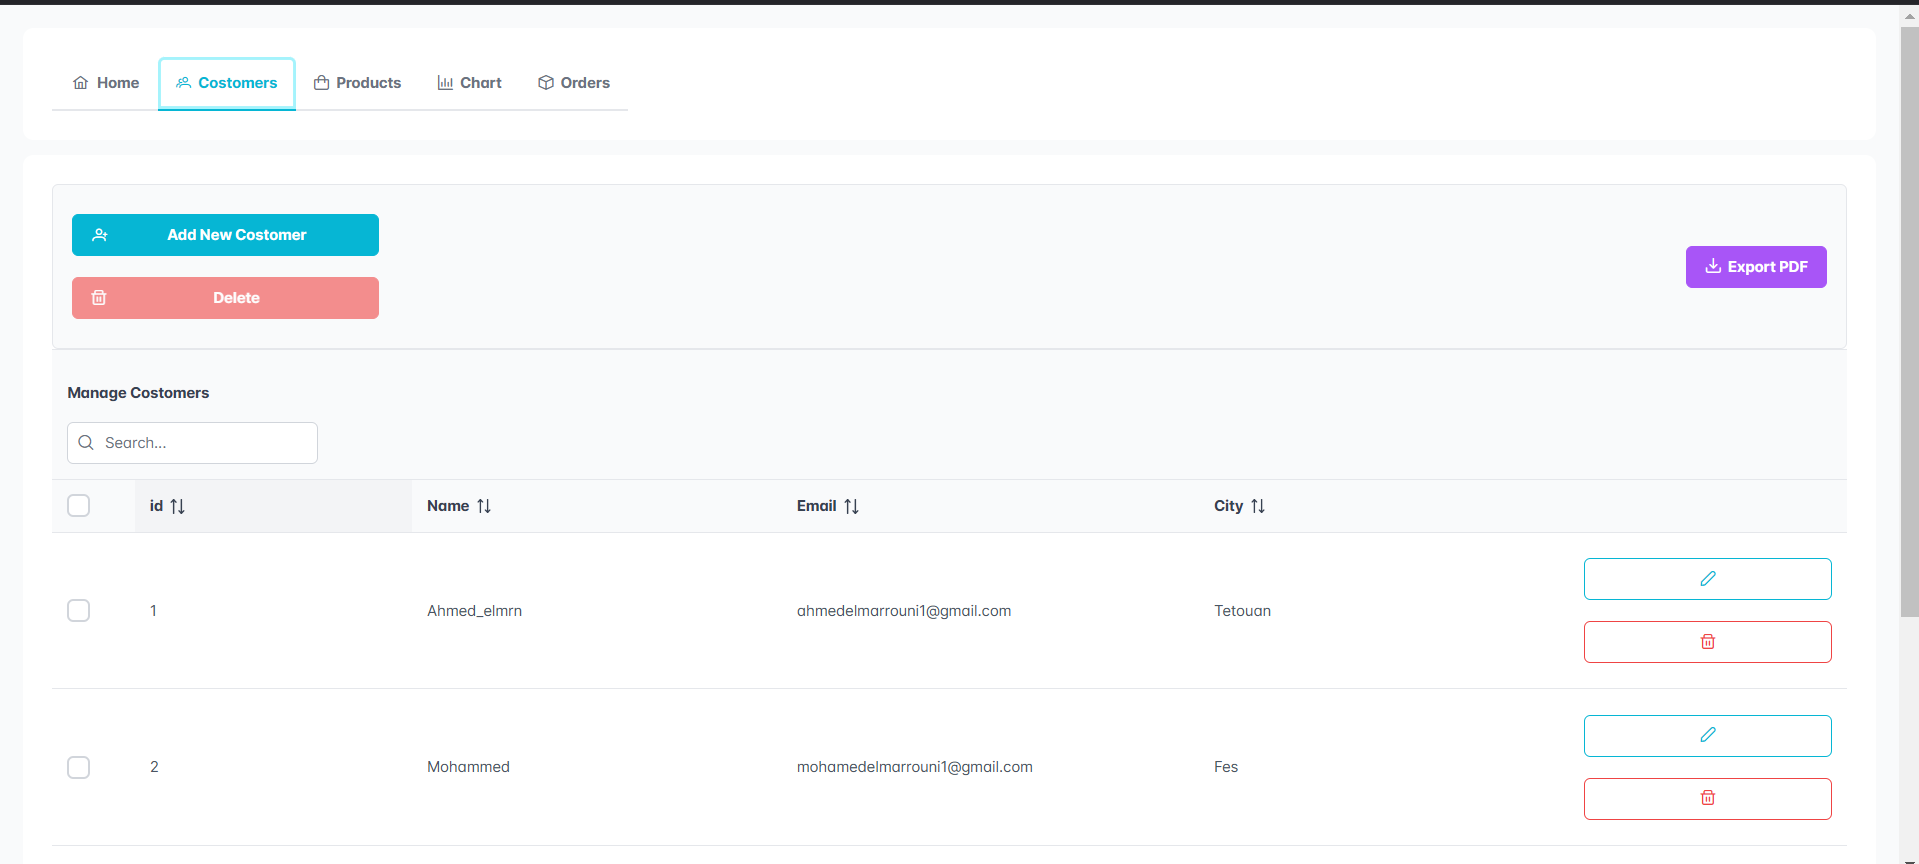 Home Costomers Products Chart Orders
Add New Costomer
Export PDF
Delete
Manage Costomers
Search...
id Name Email City
1 Ahmed_elmrn ahmedelmarrouni1@gmail.com Tetouan
2 Mohammed mohamedelmarrouni1@gmail.com Fes